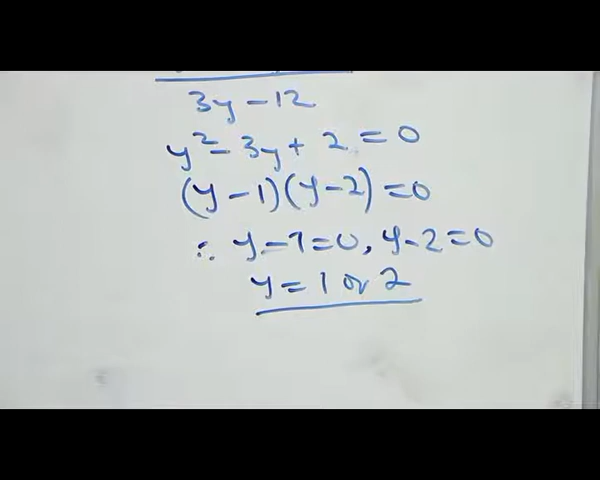 3y - 12
y² - 3y + 2 = 0
(y - 1)(y - 2) = 0
∴ y - 1 = 0, y - 2 = 0
y = 1 or 2